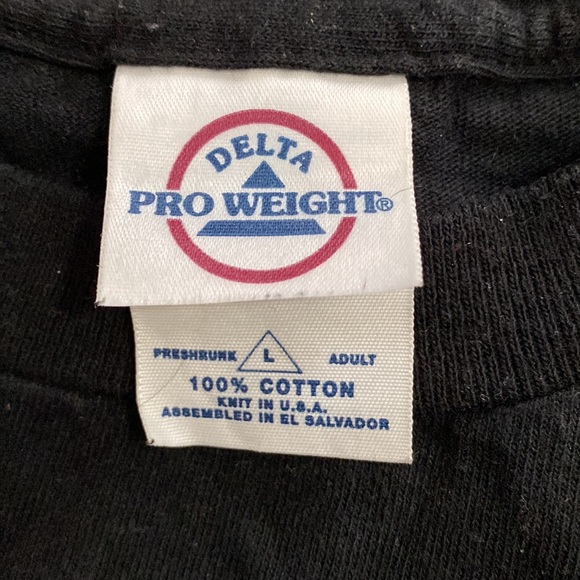 DELTA
PRO WEIGHT®
PRESHRUNK L ADULT
100% COTTON
KNIT IN U.S.A.
ASSEMBLED IN EL SALVADOR